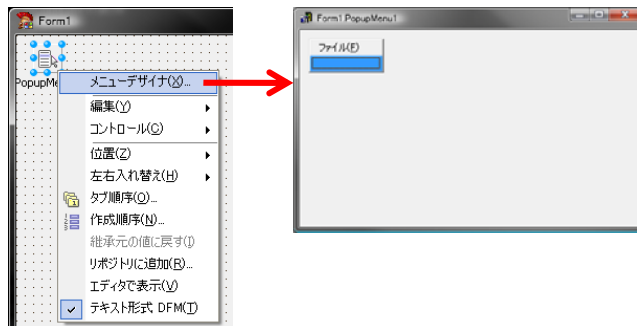 Form1
PopupMe
メニューデザイナ(X)...
編集(Y)
コントロール(C)
位置(Z)
左右入れ替え(H)
タブ順序(O)...
作成順序(N)...
継承元の値に戻す(I)
リポジトリに追加(R)...
エディタで表示(V)
テキスト形式 DFM(T)
Form1 PopupMenu1
ファイル(F)